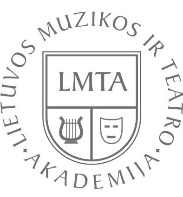 LIETUVOS MUZIKOS IR TEATRO AKADEMIJA
LMTA